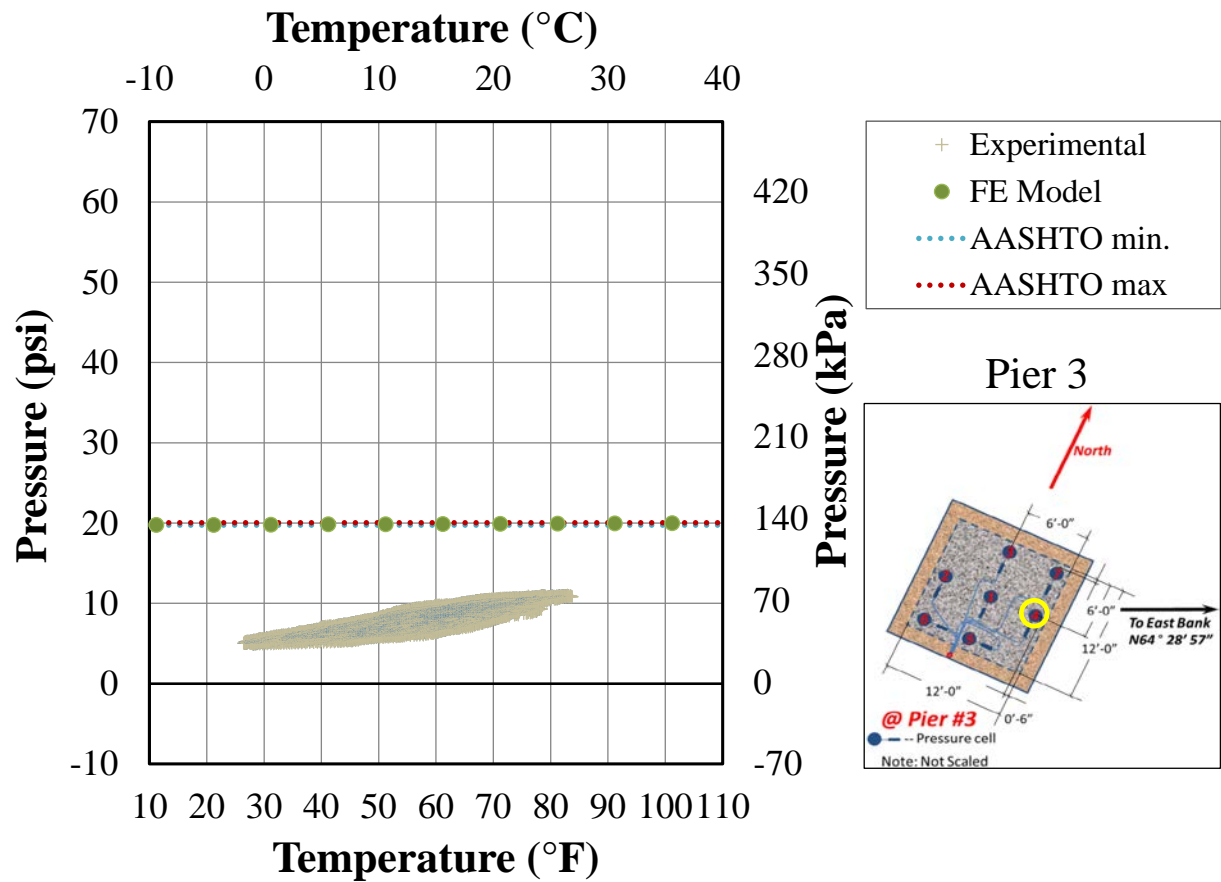 Temperature (°C)
-10 0 10 20 30 40
70
60
50
40
30
20
10
0
-10
Pressure (psi)
420
350
280
210
140
70
0
-70
Pressure (kPa)
10 20 30 40 50 60 70 80 90 100 110
Temperature (°F)
Experimental
FE Model
AASHTO min.
AASHTO max
Pier 3
North
6'-0"
6'-0"
12'-0"
To East Bank
N64 ° 28' 57"
12'-0"
0'-6"
@ Pier #3
-- Pressure cell
Note: Not Scaled